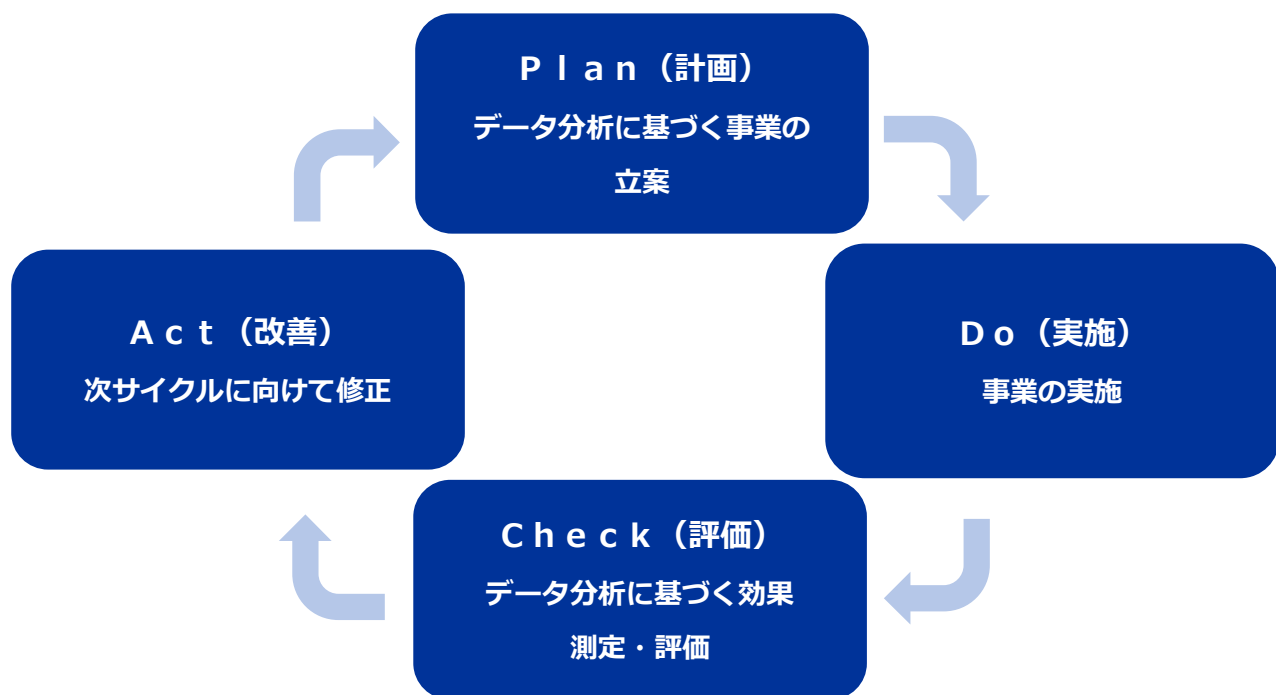 Ｐｌａｎ（計画）
データ分析に基づく事業の
立案
Ａｃｔ（改善）
次サイクルに向けて修正
Ｄｏ（実施）
事業の実施
Ｃｈｅｃｋ（評価）
データ分析に基づく効果
測定・評価